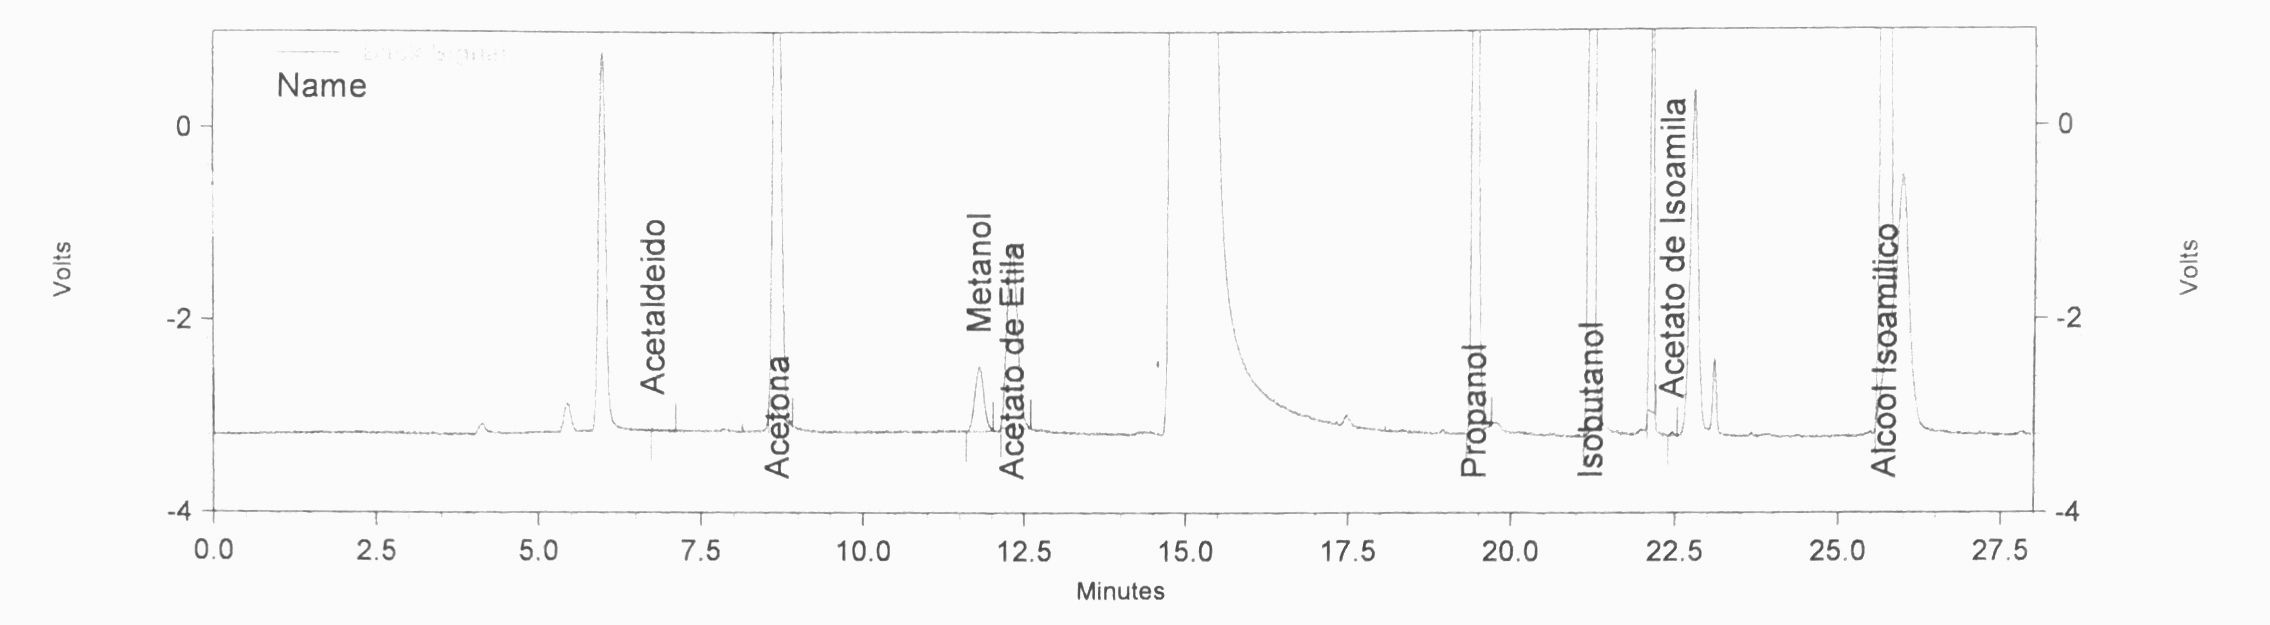 Name
0
0
Volts
Volts
Acetaldeido
Acetona
Metanol
Acetato de Etila
Propanol
Isobutanol
Acetato de Isoamila
Alcool Isoamilico
-2
-2
-4
-4
0.0 2.5 5.0 7.5 10.0 12.5 15.0 17.5 20.0 22.5 25.0 27.5
Minutes